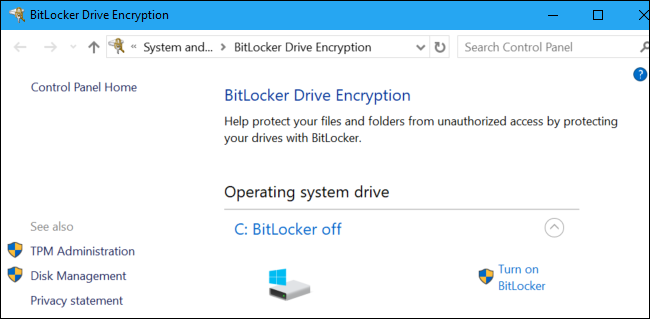 BitLocker Drive Encryption
« System and... > BitLocker Drive Encryption
Search Control Panel
?
Control Panel Home
BitLocker Drive Encryption
Help protect your files and folders from unauthorized access by protecting
your drives with BitLocker.
Operating system drive
C: BitLocker off
Turn on
BitLocker
See also
TPM Administration
Disk Management
Privacy statement